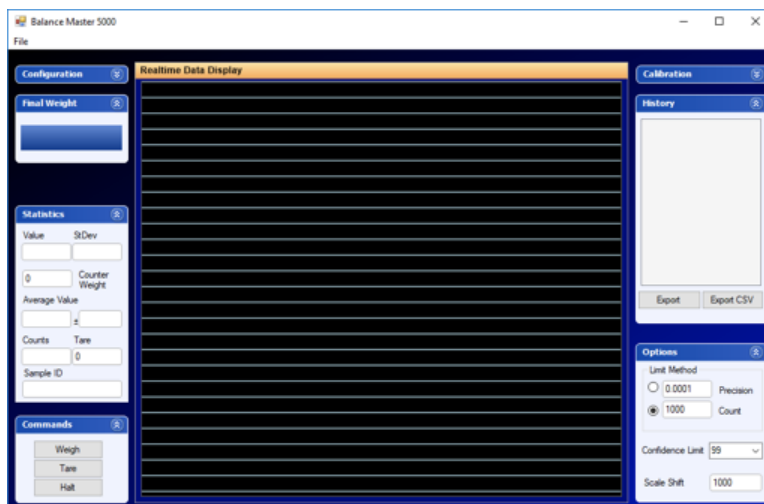 Balance Master 5000
File
Configuration
Final Weight
Statistics
Value StDev
0 Counter
Weight
Average Value
±
Counts Tare
0
Sample ID
Commands
Weigh
Tare
Halt
Realtime Data Display
Calibration
History
Export Export CSV
Options
Limit Method
0.0001 Precision
1000 Count
Confidence Limit 99
Scale Shift 1000